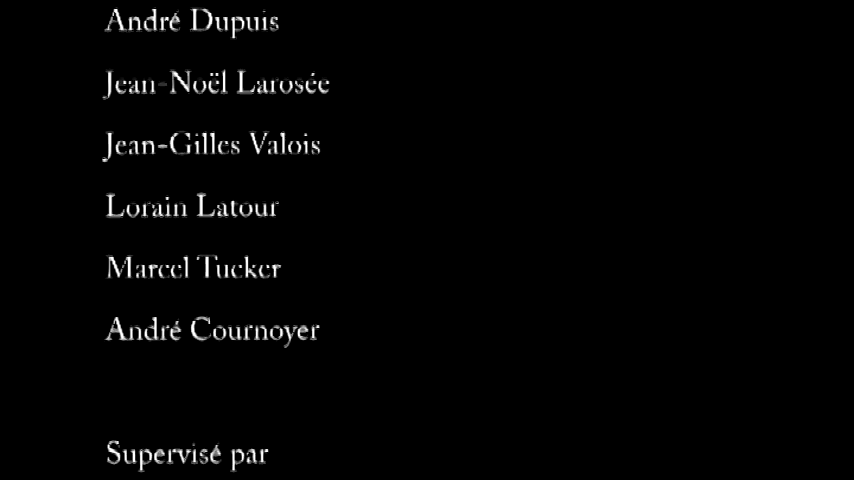 André Dupuis
Jean-Noël Larosée
Jean-Gilles Valois
Lorain Latour
Marcel Tucker
André Cournoyer
Supervisé par